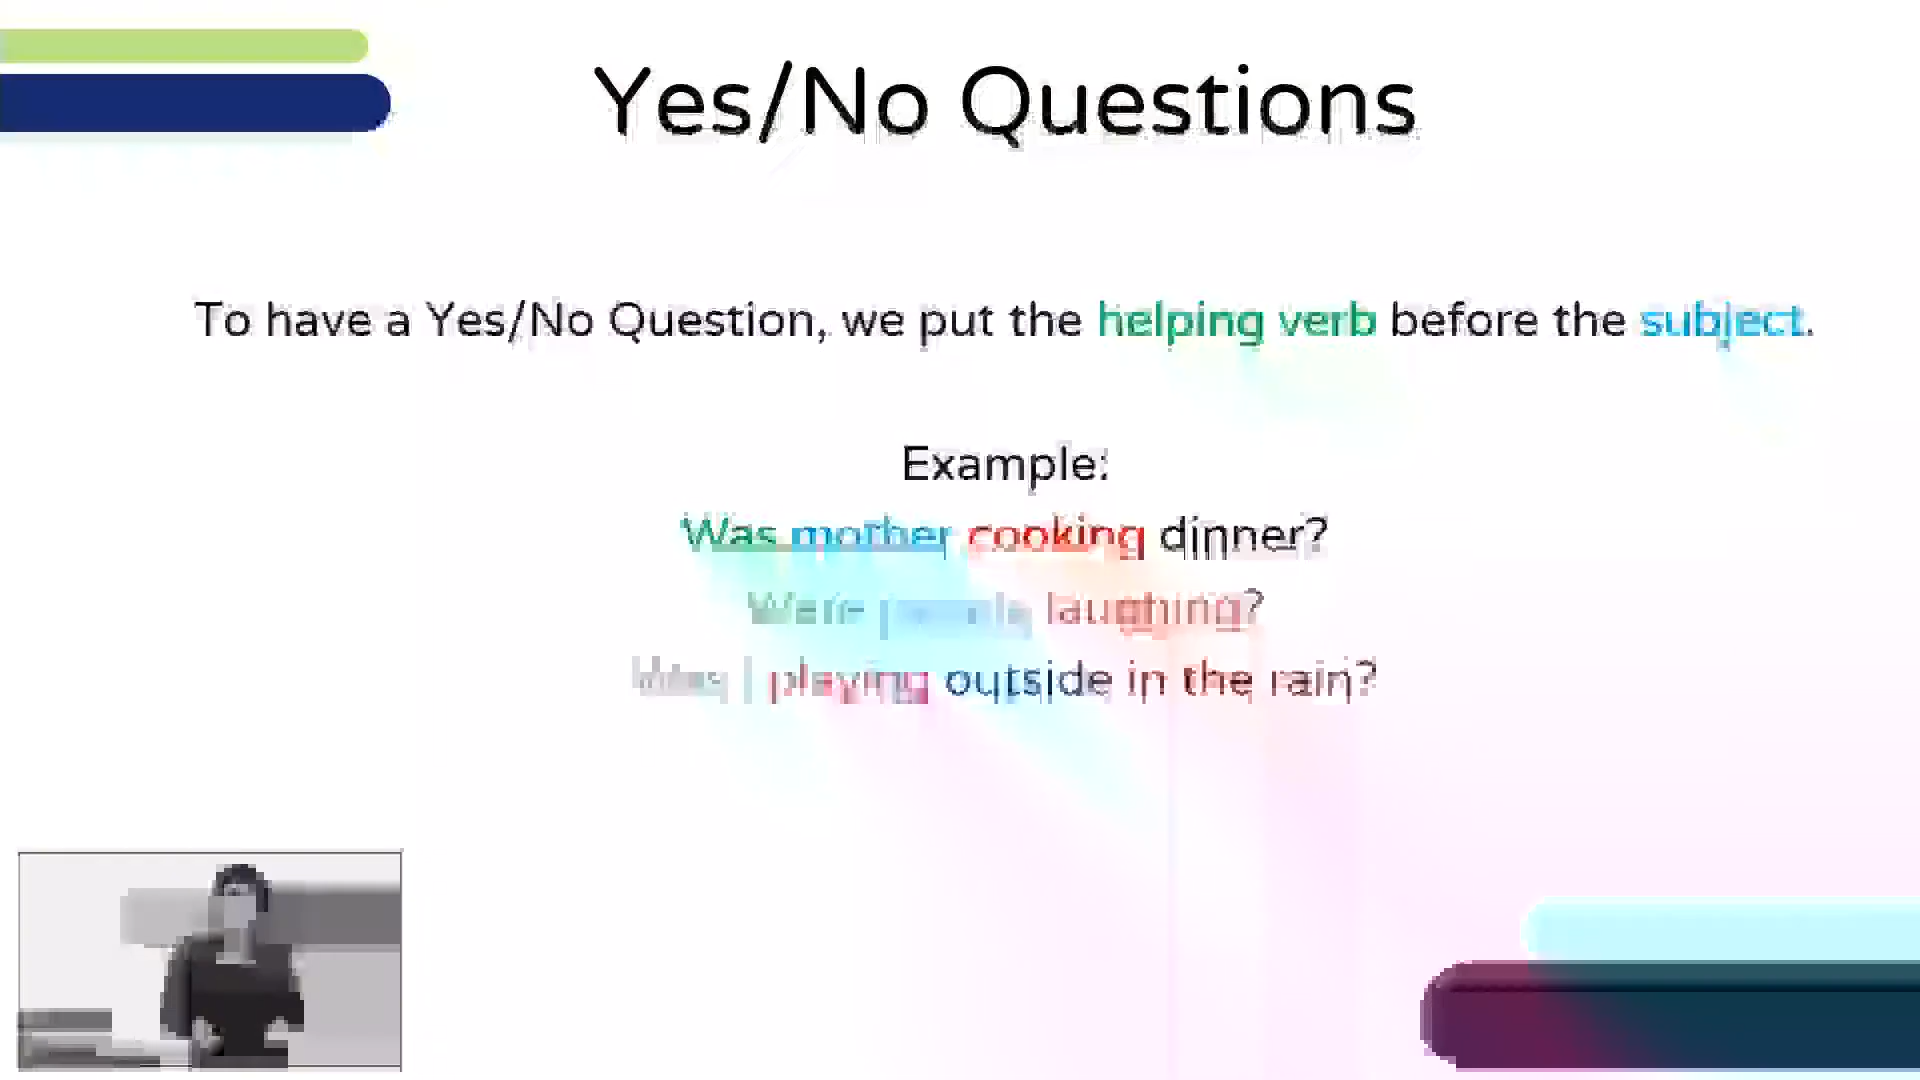 Yes/No Questions
To have a Yes/No Question, we put the helping verb before the subject.
Example:
Was mother cooking dinner?
Were people laughing?
Was I playing outside in the rain?